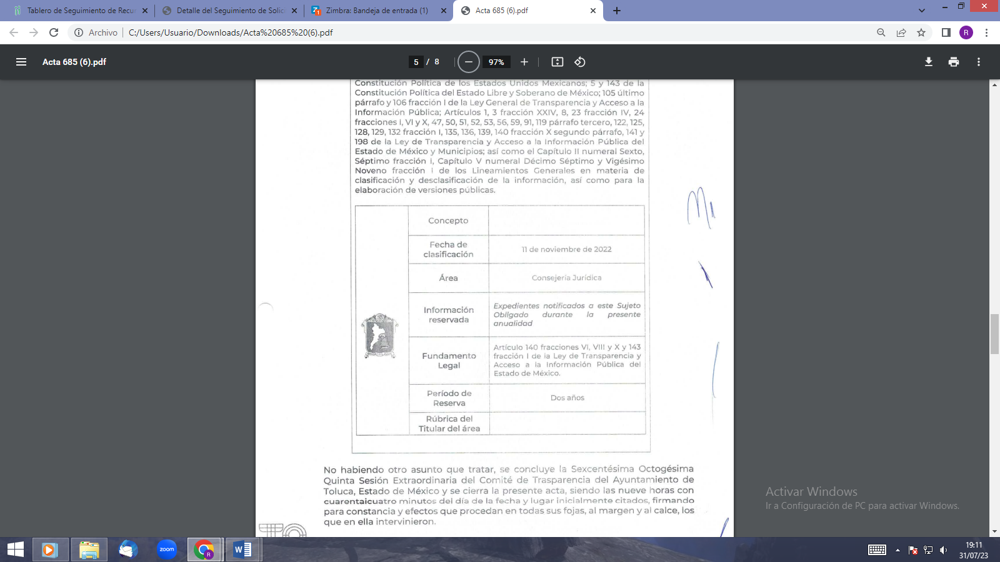 Tablero de Seguimiento de Recur
Detalle del Seguimiento de Solici
Zimbra: Bandeja de entrada (1)
Acta 685 (6).pdf
Archivo
C:/Users/Usuario/Downloads/Acta%20685%20(6).pdf
R
Acta 685 (6).pdf
5 / 8
97%
Constitución Política de los Estados Unidos Mexicanos; 5 y 143 de la
Constitución Política del Estado Libre y Soberano de México; 105 último
párrafo y 106 fracción I de la Ley General de Transparencia y Acceso a la
Información Pública; Artículos 1, 3 fracción XXIV, 8, 23 fracción IV, 24
fracciones I, VI y X, 47, 50, 51, 52, 53, 56, 59, 91, 119 párrafo tercero, 122, 125,
128, 129, 132 fracción I, 135, 136, 139, 140 fracción X segundo párrafo, 141 y
198 de la Ley de Transparencia y Acceso a la Información Pública del
Estado de México y Municipios; así como el Capítulo II numeral Sexto,
Séptimo fracción I, Capítulo V numeral Décimo Séptimo y Vigésimo
Noveno fracción I de los Lineamientos Generales en materia de
clasificación y desclasificación de la información, así como para la
elaboración de versiones públicas.
Concepto
Fecha de
clasificación
11 de noviembre de 2022
Área
Consejería Jurídica
Información
reservada
Expedientes notificados a este Sujeto
Obligado durante la presente
anualidad
Fundamento
Legal
Artículo 140 fracciones VI, VIII y X y 143
fracción I de la Ley de Transparencia y
Acceso a la Información Pública del
Estado de México.
Período de
Reserva
Dos años
Rúbrica del
Titular del área
No habiendo otro asunto que tratar, se concluye la Sexcentésima Octogésima
Quinta Sesión Extraordinaria del Comité de Trasparencia del Ayuntamiento de
Toluca, Estado de México y se cierra la presente acta, siendo las nueve horas con
cuarentaicuatro minutos del día de la fecha y lugar inicialmente citados, firmando
para constancia y efectos que procedan en todas sus fojas, al margen y al calce, los
que en ella intervinieron.
Activar Windows
Ir a Configuración de PC para activar Windows.
zoom
R
19:11
31/07/23